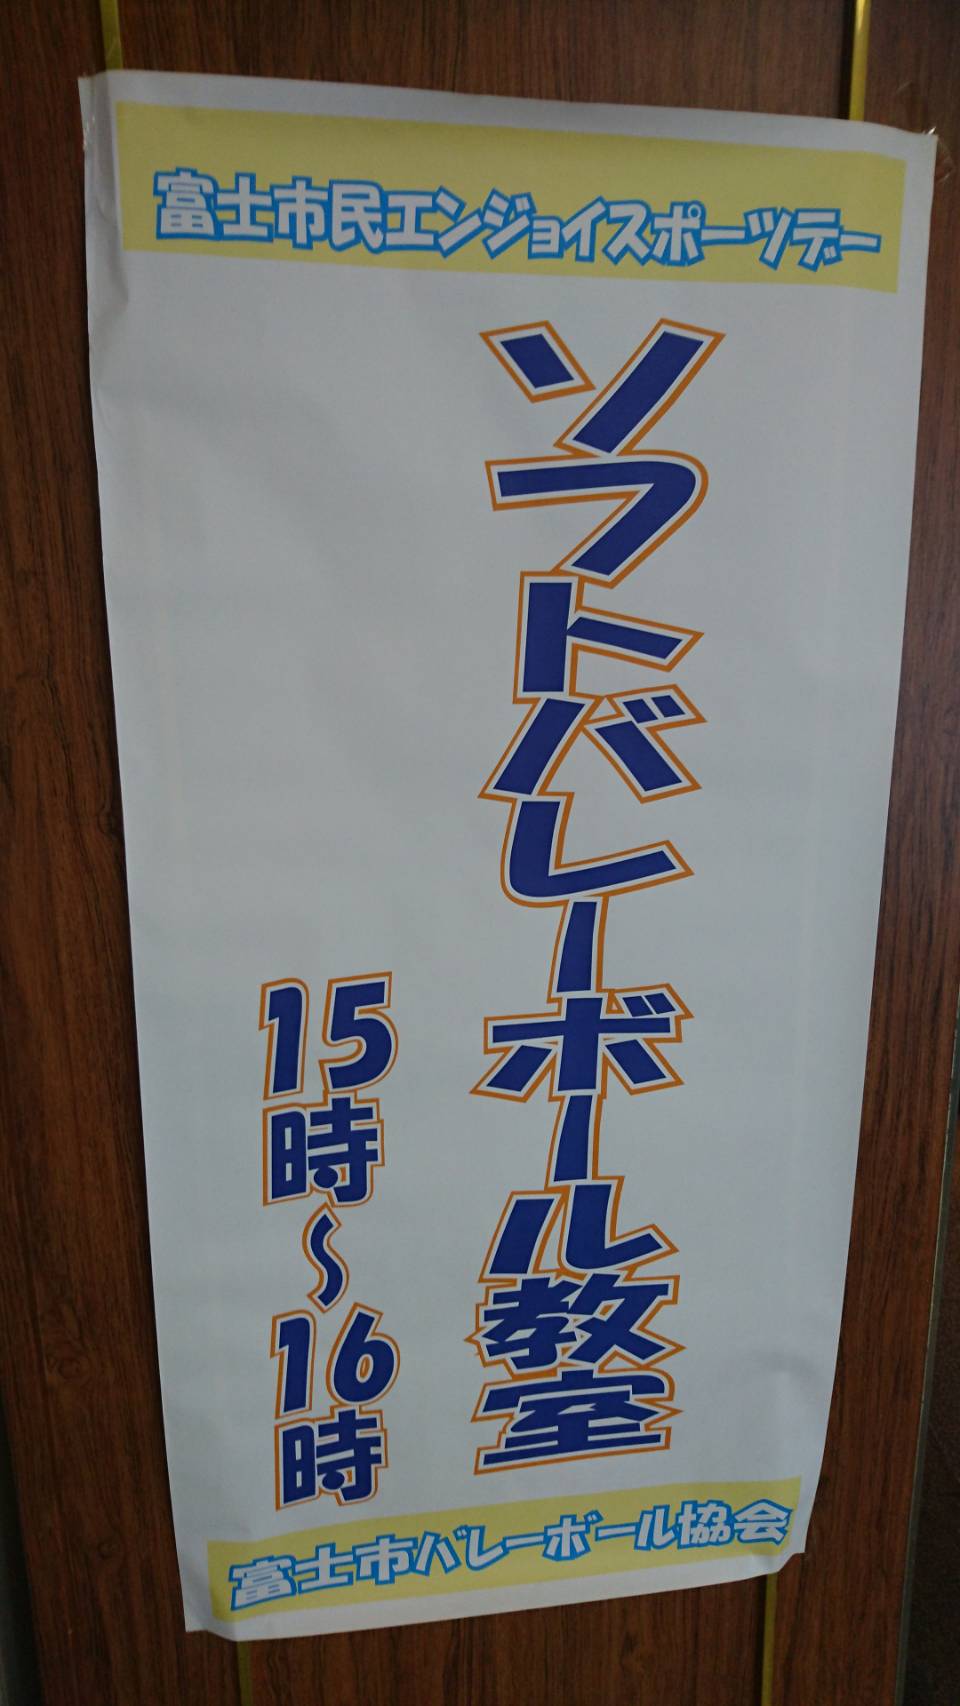 富士市民エンジョイスポーツデー
ソフトバレーボール教室
15時～16時
富士市バレーボール協会